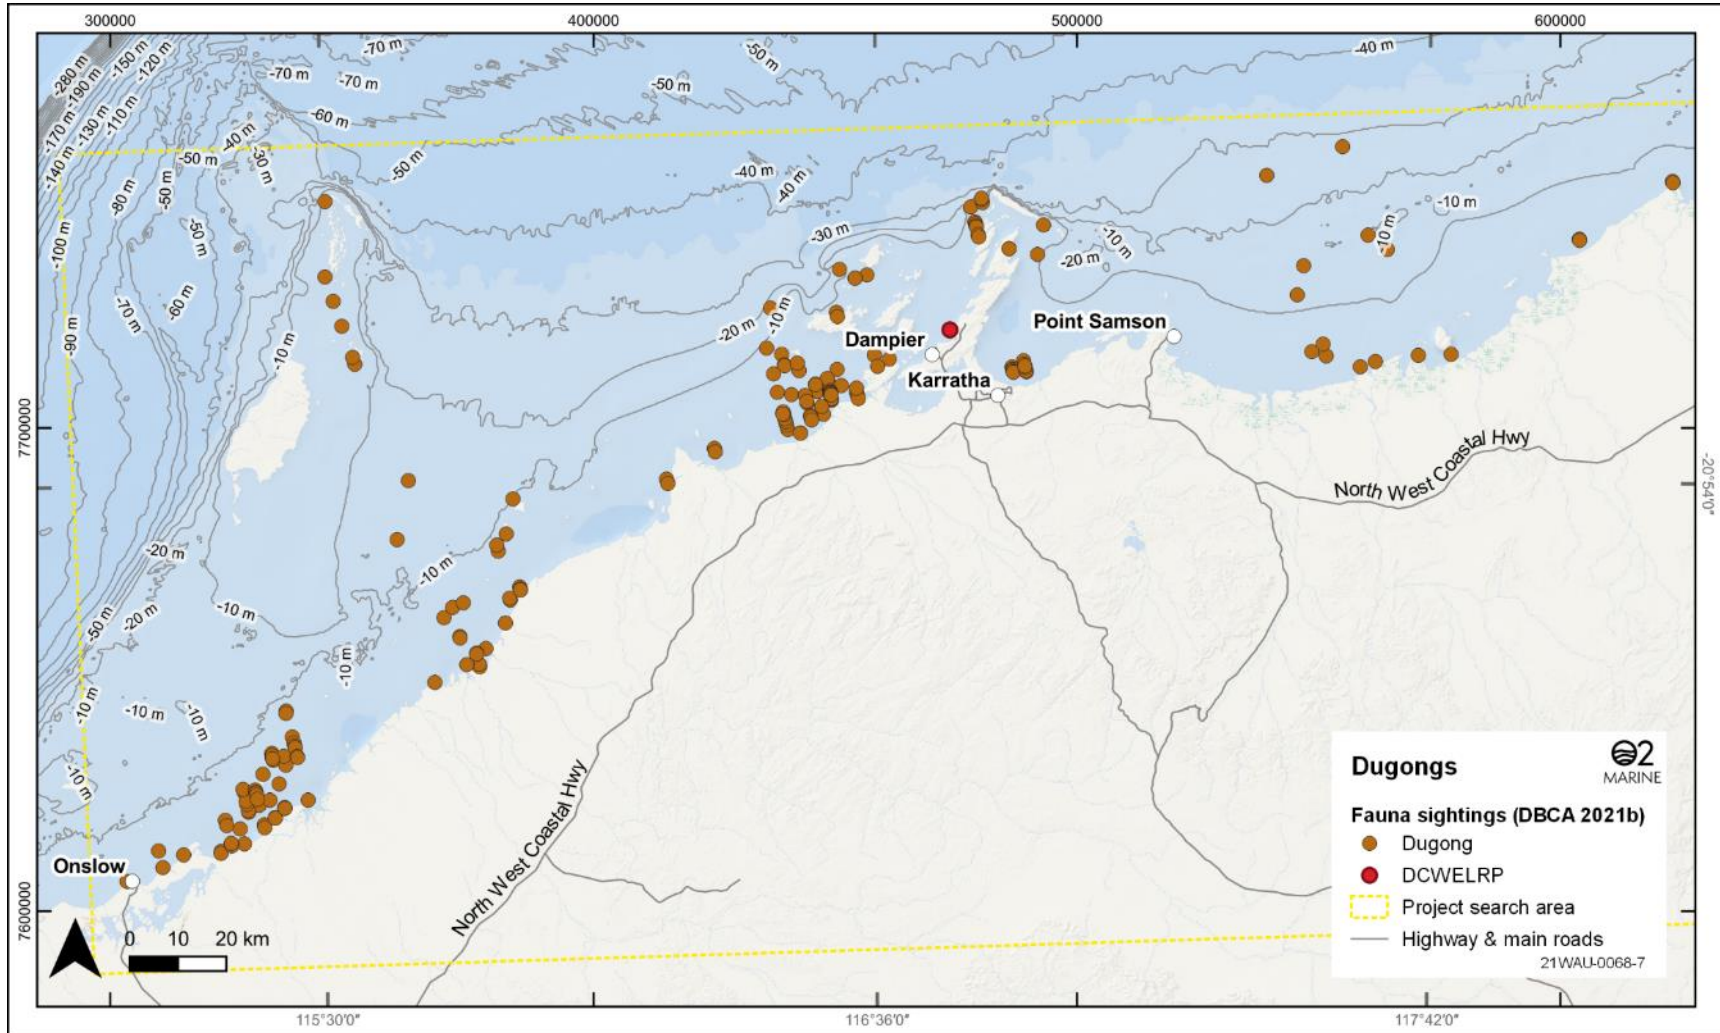 300000
400000
500000
600000
-280 m
-190 m
-170 m
-150 m
-130 m
-120 m
-110 m
-140 m
-100 m
-90 m
-80 m
-70 m
-60 m
-50 m
-50 m
-50 m
-40 m
-30 m
-70 m
-70 m
-70 m
-60 m
-50 m
-50 m
-50 m
-40 m
-40 m
-40 m
-30 m
-20 m
-10 m
-10 m
-20 m
-10 m
-10 m
-10 m
-20 m
-20 m
-50 m
-10 m
-10 m
-10 m
-10 m
-10 m
-10 m
-10 m
Dampier
Karratha
Point Samson
Onslow
North West Coastal Hwy
North West Coastal Hwy
7700000
7600000
-20°54'0"
0 10 20 km
Dugongs
O2
MARINE
Fauna sightings (DBCA 2021b)
Dugong
DCWELRP
Project search area
Highway & main roads
21WAU-0068-7
115°30'0"
116°36'0"
117°42'0"